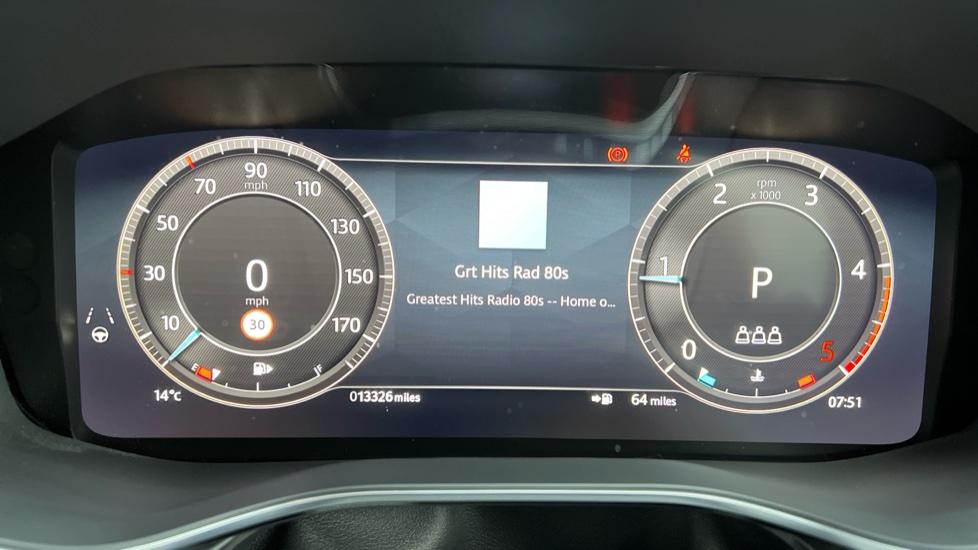 90
mph
70
110
50
130
30
150
10
170
0
mph
30
E
F
14°C
013326 miles
Grt Hits Rad 80s
Greatest Hits Radio 80s -- Home o...
64 miles
P
rpm
x 1000
2
3
1
4
0
5
P
07:51